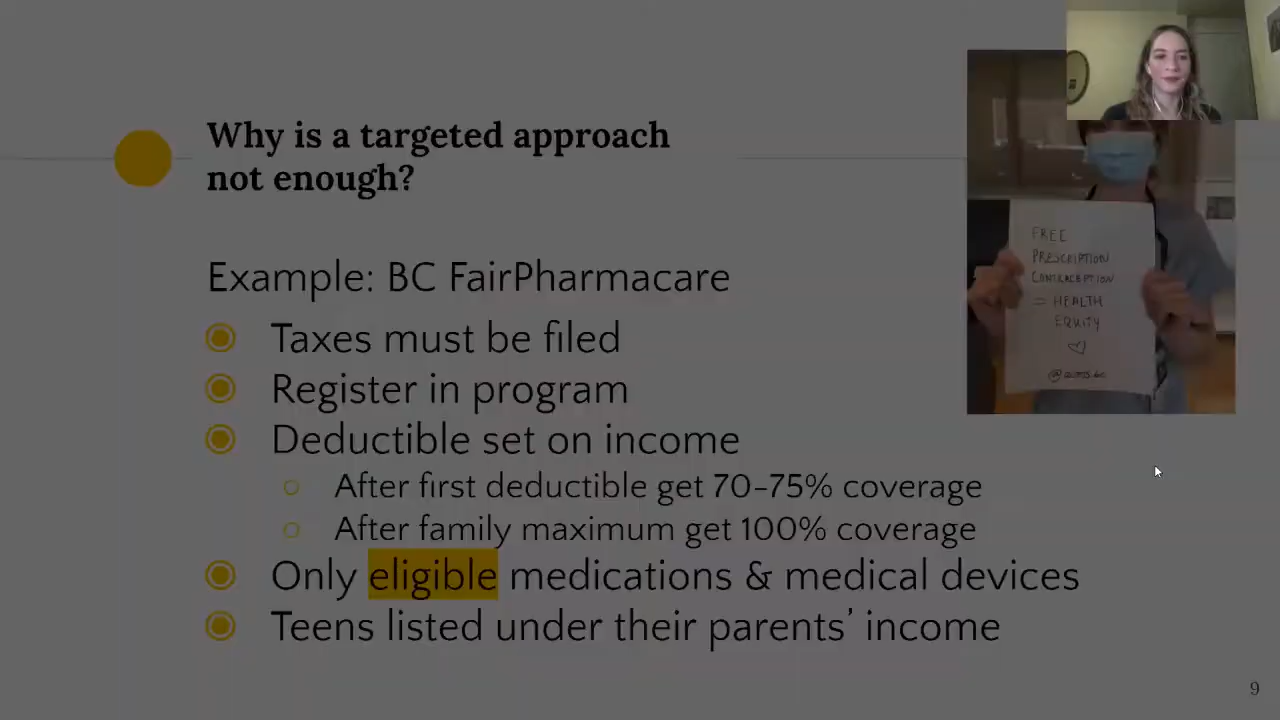 Why is a targeted approach
not enough?
Example: BC FairPharmacare
Taxes must be filed
Register in program
Deductible set on income
After first deductible get 70-75% coverage
After family maximum get 100% coverage
Only eligible medications & medical devices
Teens listed under their parents’ income
FREE
PRESCRIPTION
CONTRACEPTION
= HEALTH
EQUITY
9